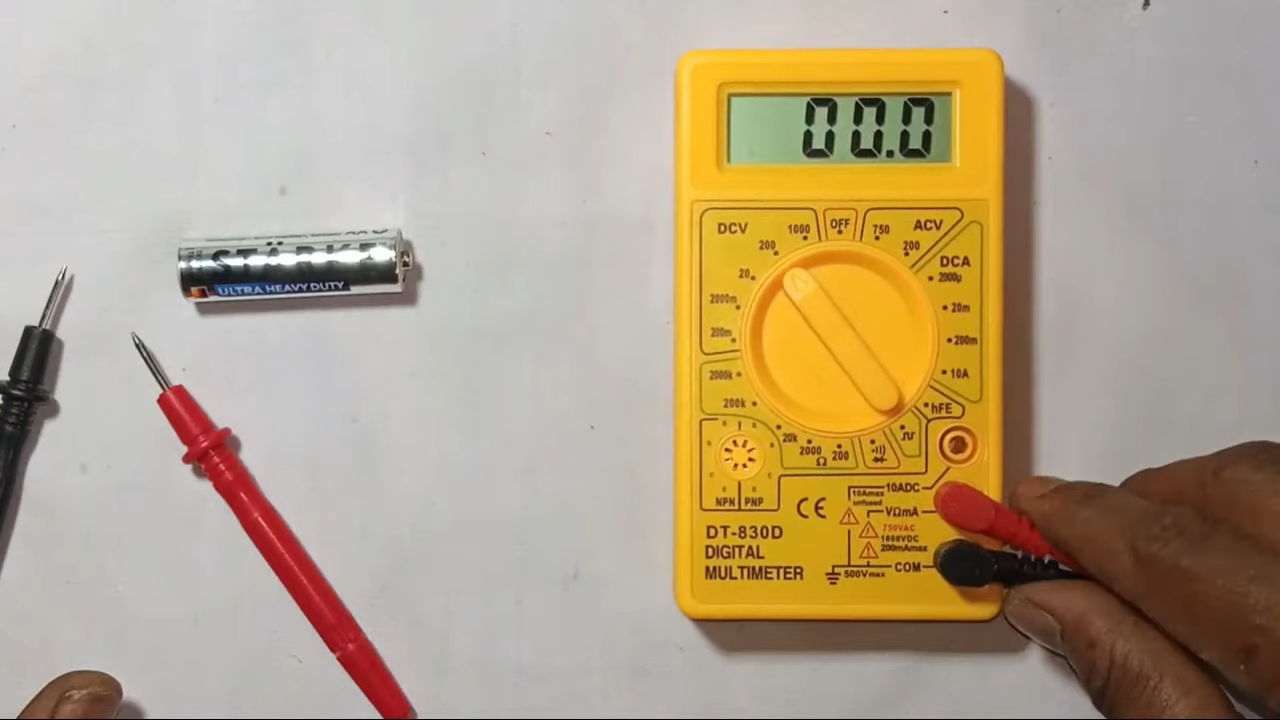 00.0
DCV
1000
OFF
750
ACV
200
200
DCA
20
2000µ
2000m
20m
200m
200m
2000k
10A
200k
hFE
20k
2000
200
Ω
NPN
PNP
CE
10Amax
unfused
10ADC
VΩmA
750VAC
1000VDC
200mAmax
500Vmax
COM
DT-830D
DIGITAL
MULTIMETER
STÄRKE
ULTRA HEAVY DUTY